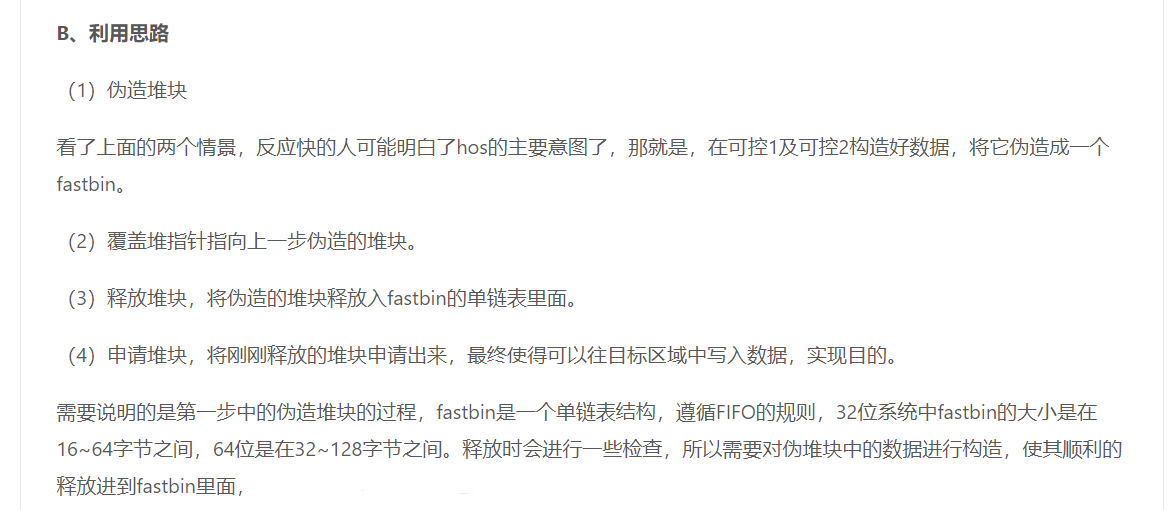 B、利用思路
（1）伪造堆块
看了上面的两个情景，反应快的人可能明白了hos的主要意图了，那就是，在可控1及可控2构造好数据，将它伪造成一个
fastbin。
（2）覆盖堆指针指向上一步伪造的堆块。
（3）释放堆块，将伪造的堆块释放入fastbin的单链表里面。
（4）申请堆块，将刚刚释放的堆块申请出来，最终使得可以往目标区域中写入数据，实现目的。
需要说明的是第一步中的伪造堆块的过程，fastbin是一个单链表结构，遵循FIFO的规则，32位系统中fastbin的大小是在
16~64字节之间，64位是在32~128字节之间。释放时会进行一些检查，所以需要对伪堆块中的数据进行构造，使其顺利的
释放进到fastbin里面，